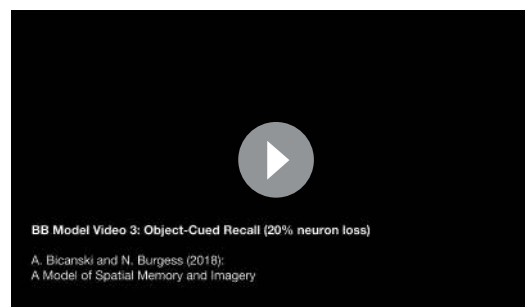 BB Model Video 3: Object-Cued Recall (20% neuron loss)
A. Bicanski and N. Burgess (2018):
A Model of Spatial Memory and Imagery